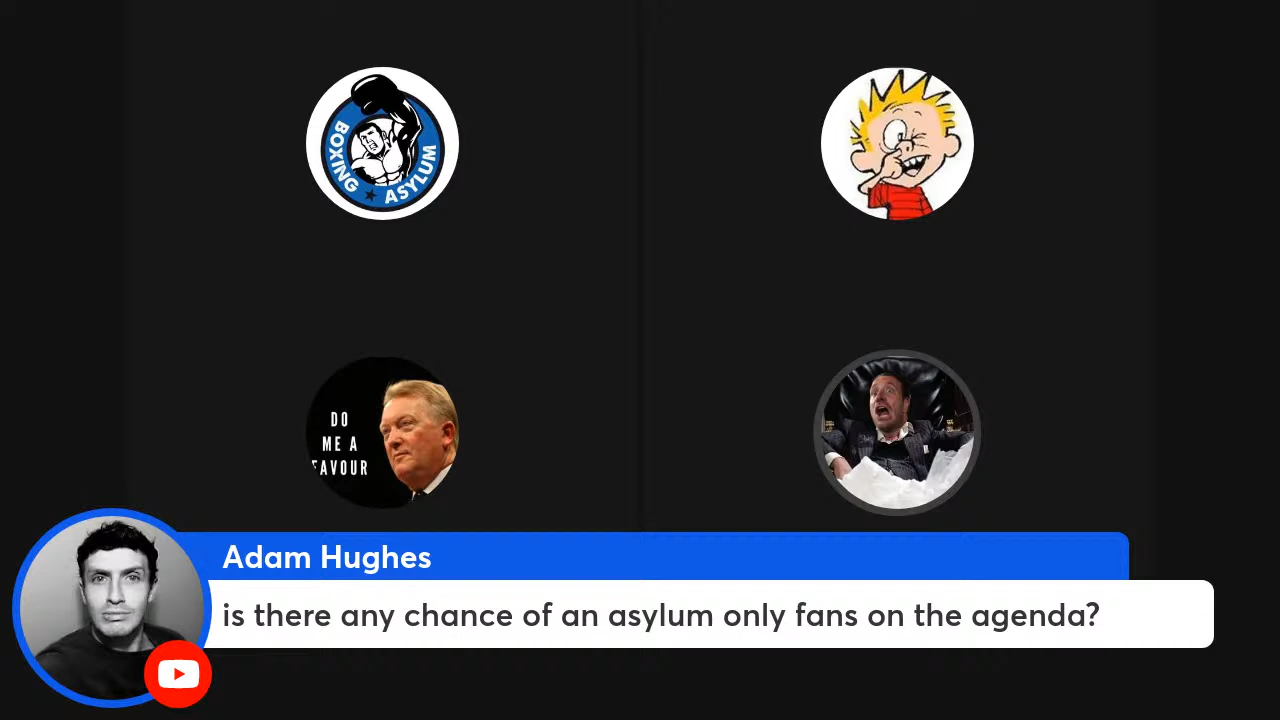 BOXING ASYLUM
DO
ME A
FAVOUR
Adam Hughes
is there any chance of an asylum only fans on the agenda?